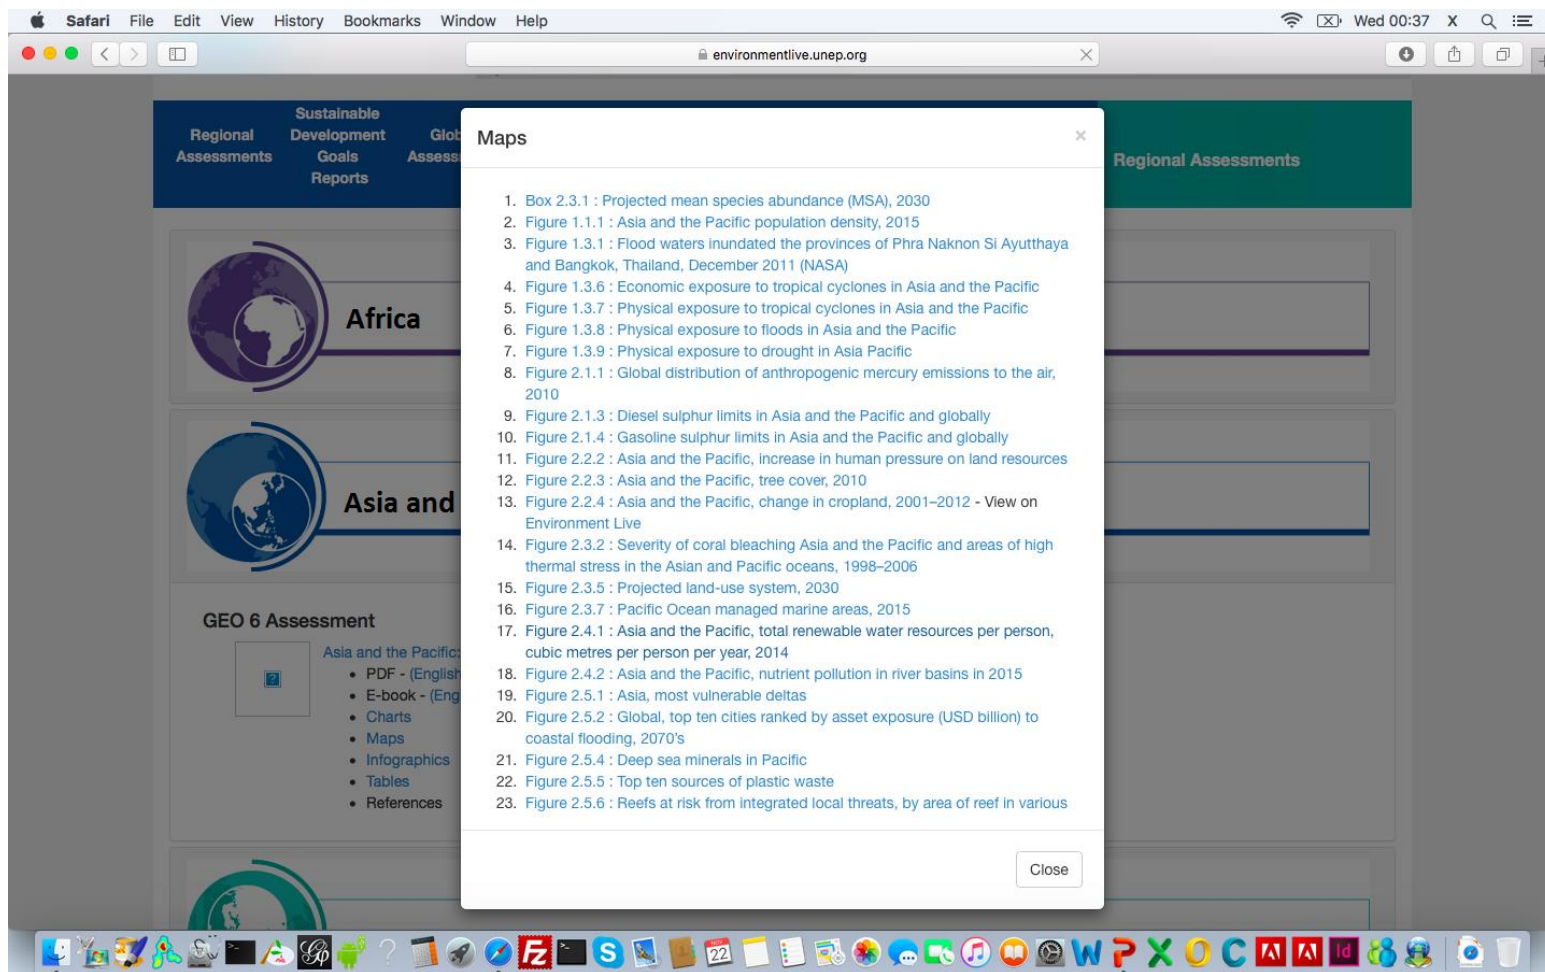 Safari File Edit View History Bookmarks Window Help
Wed 00:37 X
environmentlive.unep.org
Regional
Assessments
Sustainable
Development
Goals
Reports
Glob
Assess
Regional Assessments
Maps
×
1. Box 2.3.1 : Projected mean species abundance (MSA), 2030
2. Figure 1.1.1 : Asia and the Pacific population density, 2015
3. Figure 1.3.1 : Flood waters inundated the provinces of Phra Naknon Si Ayutthaya
and Bangkok, Thailand, December 2011 (NASA)
4. Figure 1.3.6 : Economic exposure to tropical cyclones in Asia and the Pacific
5. Figure 1.3.7 : Physical exposure to tropical cyclones in Asia and the Pacific
6. Figure 1.3.8 : Physical exposure to floods in Asia and the Pacific
7. Figure 1.3.9 : Physical exposure to drought in Asia Pacific
8. Figure 2.1.1 : Global distribution of anthropogenic mercury emissions to the air,
2010
9. Figure 2.1.3 : Diesel sulphur limits in Asia and the Pacific and globally
10. Figure 2.1.4 : Gasoline sulphur limits in Asia and the Pacific and globally
11. Figure 2.2.2 : Asia and the Pacific, increase in human pressure on land resources
12. Figure 2.2.3 : Asia and the Pacific, tree cover, 2010
13. Figure 2.2.4 : Asia and the Pacific, change in cropland, 2001–2012 - View on
Environment Live
14. Figure 2.3.2 : Severity of coral bleaching Asia and the Pacific and areas of high
thermal stress in the Asian and Pacific oceans, 1998–2006
15. Figure 2.3.5 : Projected land-use system, 2030
16. Figure 2.3.7 : Pacific Ocean managed marine areas, 2015
17. Figure 2.4.1 : Asia and the Pacific, total renewable water resources per person,
cubic metres per person per year, 2014
18. Figure 2.4.2 : Asia and the Pacific, nutrient pollution in river basins in 2015
19. Figure 2.5.1 : Asia, most vulnerable deltas
20. Figure 2.5.2 : Global, top ten cities ranked by asset exposure (USD billion) to
coastal flooding, 2070's
21. Figure 2.5.4 : Deep sea minerals in Pacific
22. Figure 2.5.5 : Top ten sources of plastic waste
23. Figure 2.5.6 : Reefs at risk from integrated local threats, by area of reef in various
Close
Africa
Asia and
GEO 6 Assessment
Asia and the Pacific:
• PDF - (English
• E-book - (Eng
• Charts
• Maps
• Infographics
• Tables
• References